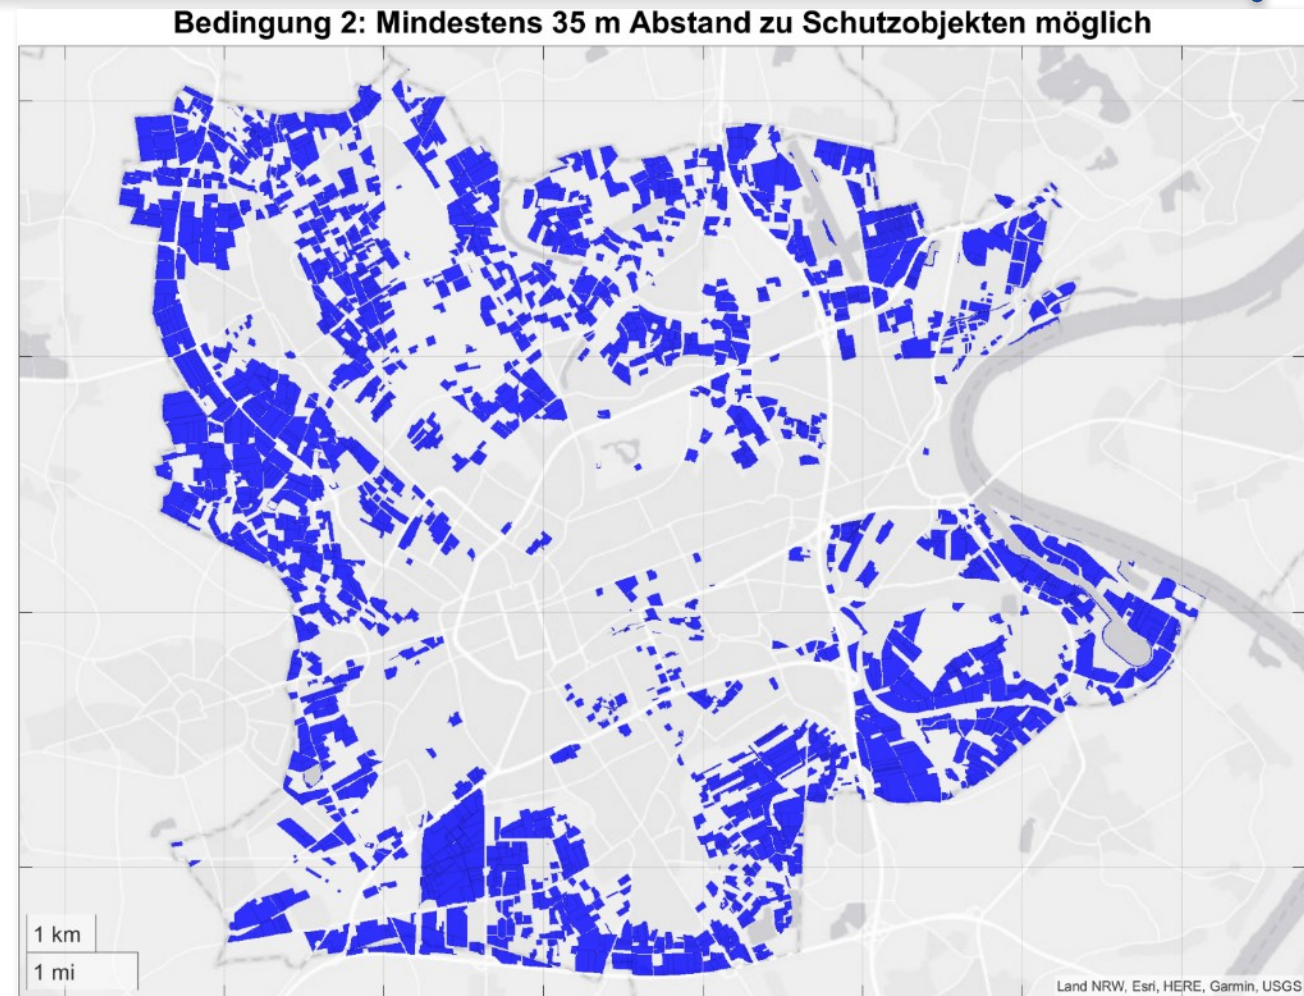 Bedingung 2: Mindestens 35 m Abstand zu Schutzobjekten möglich
1 km
1 mi
Land NRW, Esri, HERE, Garmin, USGS